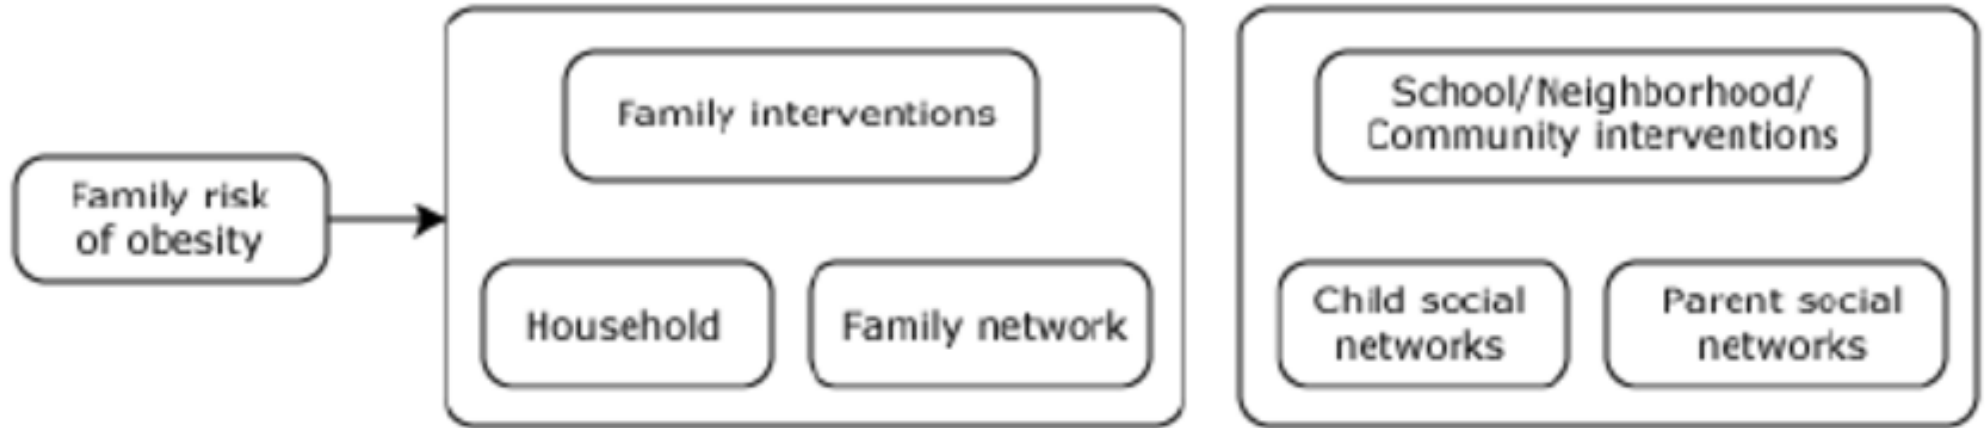 Family risk
of obesity
Family interventions
Household
Family network
School/Neighborhood/
Community interventions
Child social
networks
Parent social
networks